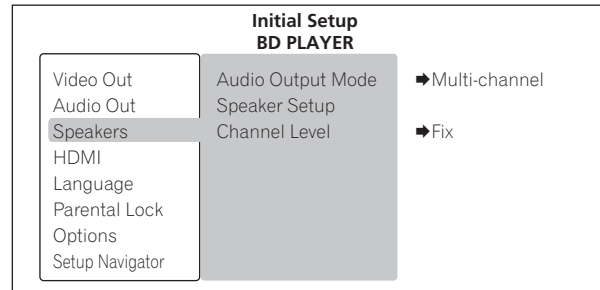 Initial Setup
BD PLAYER
Video Out Audio Output Mode ➡Multi-channel
Audio Out Speaker Setup
Speakers Channel Level ➡Fix
HDMI
Language
Parental Lock
Options
Setup Navigator